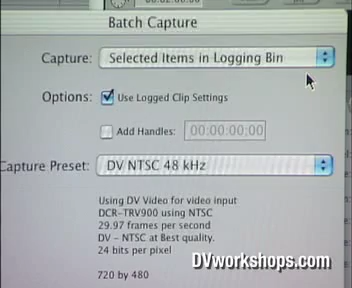 Batch Capture
Capture: Selected Items in Logging Bin
Options: Use Logged Clip Settings
Add Handles: 00:00:00:00
Capture Preset: DV NTSC 48 kHz
Using DV Video for video input
DCR-TRV900 using NTSC
29.97 frames per second
DV - NTSC at Best quality.
24 bits per pixel
720 by 480
DVworkshops.com